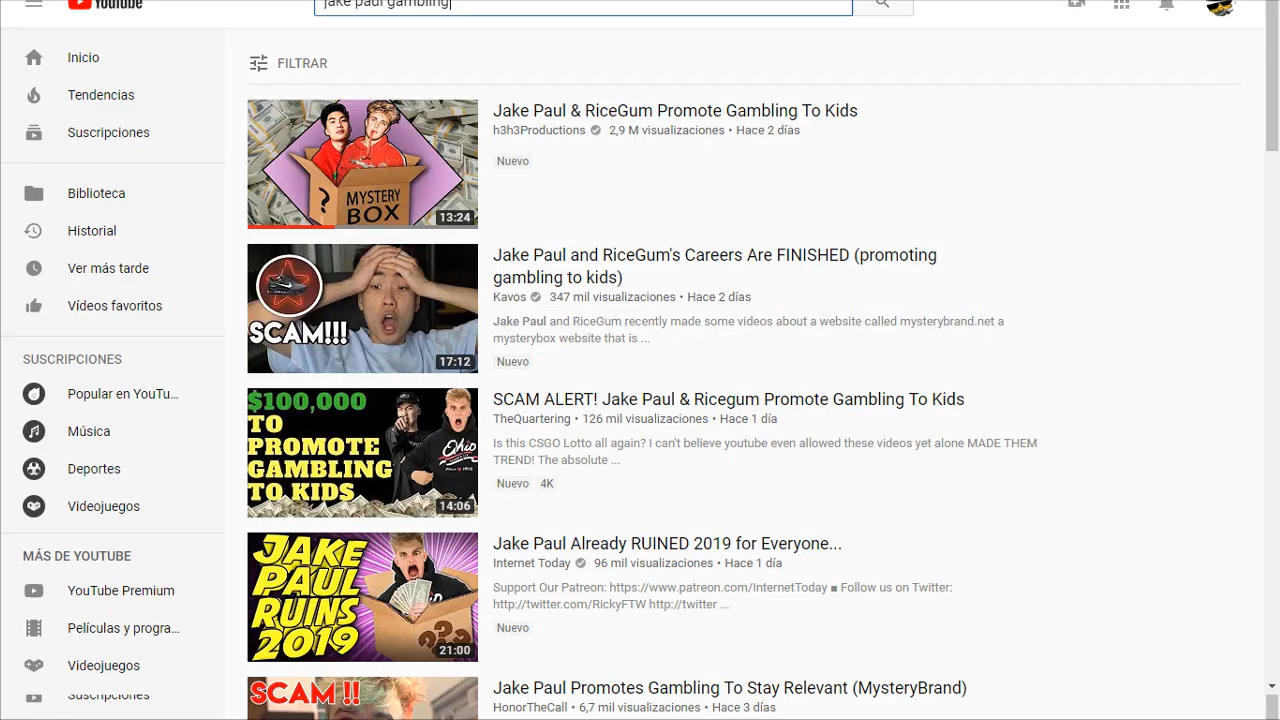 YouTube
jake paul gambling
Inicio
Tendencias
Suscripciones
Biblioteca
Historial
Ver más tarde
Vídeos favoritos
SUSCRIPCIONES
Popular en YouTu...
Música
Deportes
Videojuegos
MÁS DE YOUTUBE
YouTube Premium
Películas y progra...
Videojuegos
Suscripciones
FILTRAR
?
MYSTERY
BOX
13:24
Jake Paul & RiceGum Promote Gambling To Kids
h3h3Productions 2,9 M visualizaciones • Hace 2 días
Nuevo
SCAM!!!
17:12
Jake Paul and RiceGum's Careers Are FINISHED (promoting
gambling to kids)
Kavos 347 mil visualizaciones • Hace 2 días
Jake Paul and RiceGum recently made some videos about a website called mysterybrand.net a
mysterybox website that is ...
Nuevo
$100,000
TO
PROMOTE
GAMBLING
TO KIDS
Ohio
14:06
SCAM ALERT! Jake Paul & Ricegum Promote Gambling To Kids
TheQuartering • 126 mil visualizaciones • Hace 1 día
Is this CSGO Lotto all again? I can't believe youtube even allowed these videos yet alone MADE THEM
TREND! The absolute ...
Nuevo 4K
JAKE
PAUL
RUINS
2019
???
21:00
Jake Paul Already RUINED 2019 for Everyone...
Internet Today 96 mil visualizaciones • Hace 1 día
Support Our Patreon: https://www.patreon.com/InternetToday ■ Follow us on Twitter:
http://twitter.com/RickyFTW http://twitter ...
Nuevo
SCAM !!
Jake Paul Promotes Gambling To Stay Relevant (MysteryBrand)
HonorTheCall • 6,7 mil visualizaciones • Hace 3 días